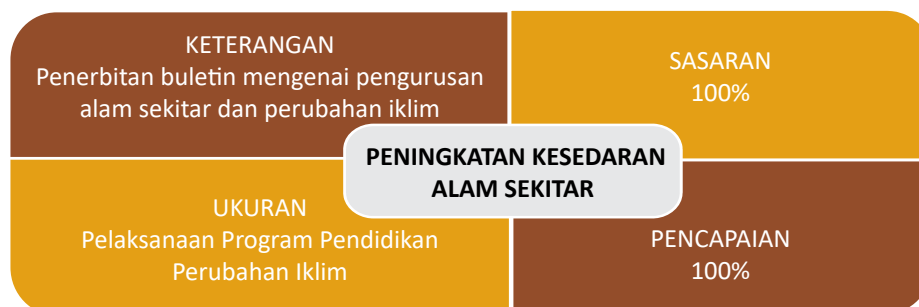 KETERANGAN
Penerbitan buletin mengenai pengurusan
alam sekitar dan perubahan iklim
SASARAN
100%
PENINGKATAN KESEDARAN
ALAM SEKITAR
UKURAN
Pelaksanaan Program Pendidikan
Perubahan Iklim
PENCAPAIAN
100%